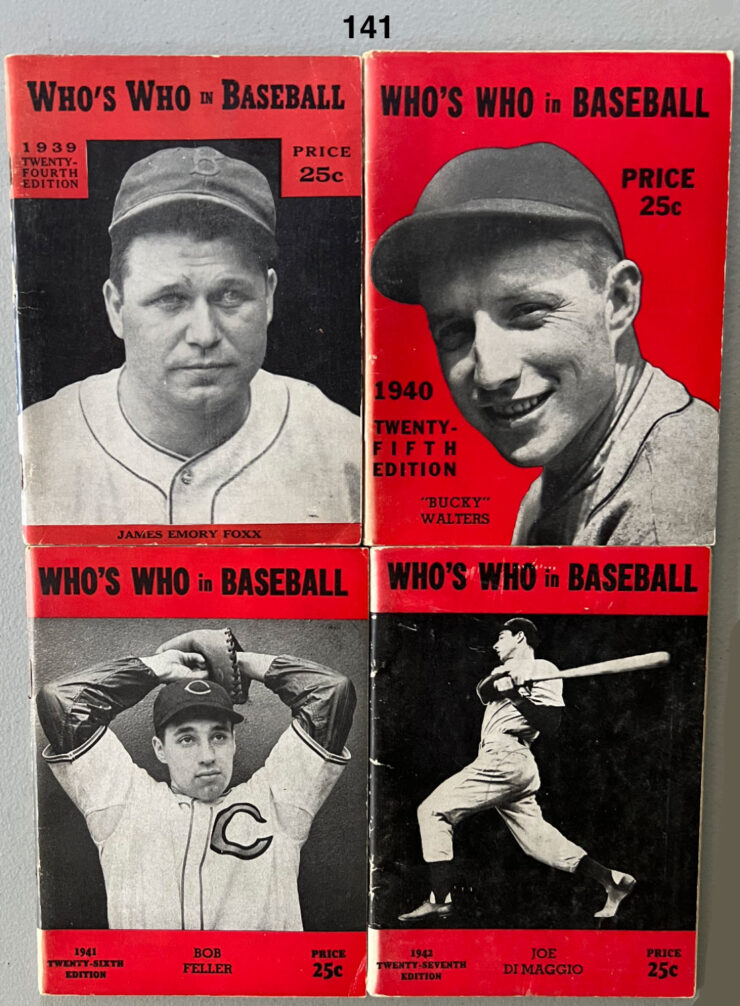 141
WHO'S WHO IN BASEBALL
1939
TWENTY-
FOURTH
EDITION
PRICE
25c
JAMES EMORY FOXX
WHO'S WHO in BASEBALL
PRICE
25c
1940
TWENTY-
FIFTH
EDITION
"BUCKY"
WALTERS
WHO'S WHO in BASEBALL
C
1941
TWENTY-SIXTH
EDITION
BOB
FELLER
PRICE
25c
WHO'S WHO in BASEBALL
1942
TWENTY-SEVENTH
EDITION
JOE
DI MAGGIO
PRICE
25c